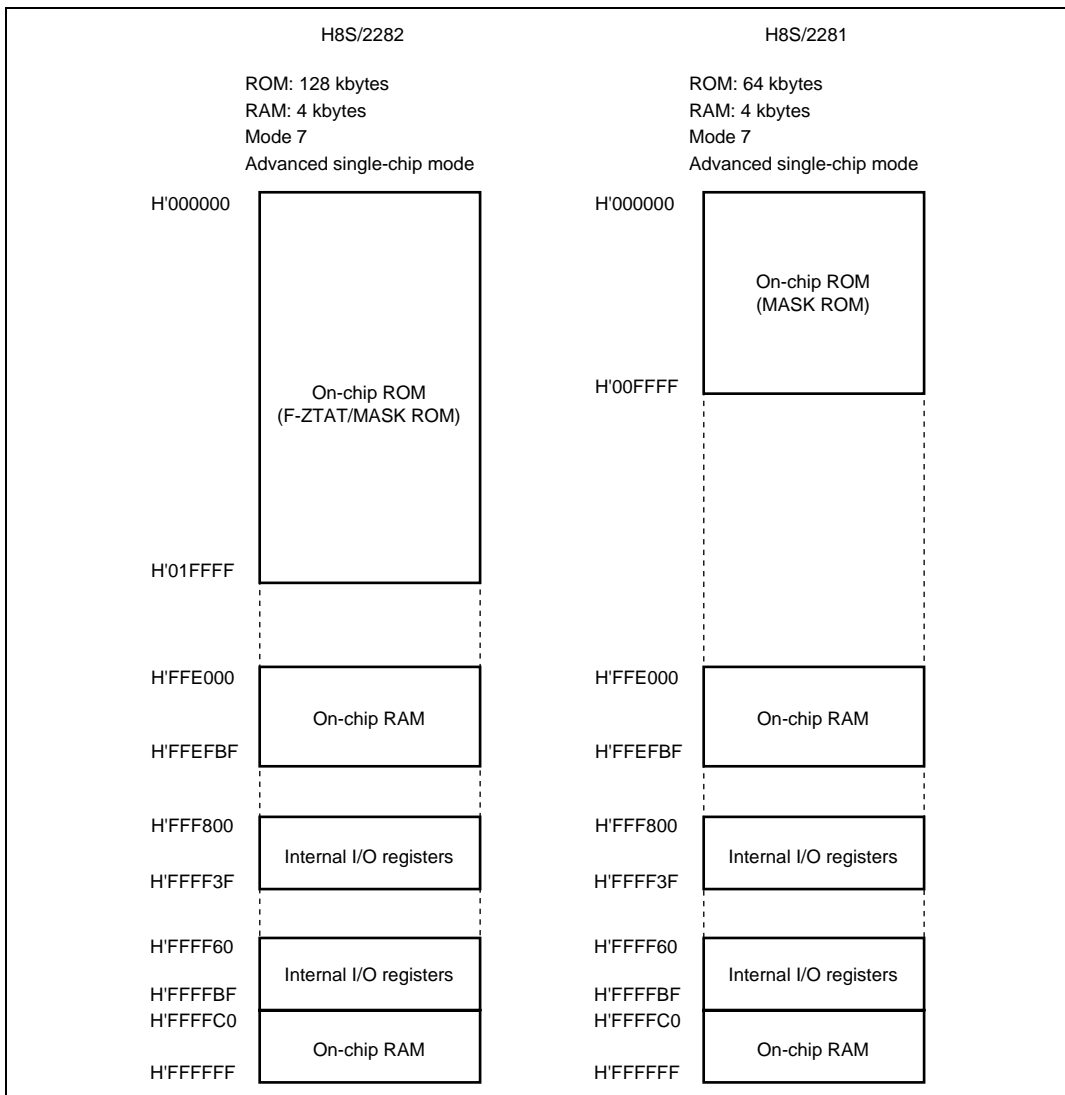 H8S/2282
ROM: 128 kbytes
RAM: 4 kbytes
Mode 7
Advanced single-chip mode
H'000000
On-chip ROM
(F-ZTAT/MASK ROM)
H'01FFFF
H'FFE000
On-chip RAM
H'FFEFBF
H'FFF800
Internal I/O registers
H'FFFF3F
H'FFFF60
Internal I/O registers
H'FFFFBF
H'FFFFC0
On-chip RAM
H'FFFFFF
H8S/2281
ROM: 64 kbytes
RAM: 4 kbytes
Mode 7
Advanced single-chip mode
H'000000
On-chip ROM
(MASK ROM)
H'00FFFF
H'FFE000
On-chip RAM
H'FFEFBF
H'FFF800
Internal I/O registers
H'FFFF3F
H'FFFF60
Internal I/O registers
H'FFFFBF
H'FFFFC0
On-chip RAM
H'FFFFFF